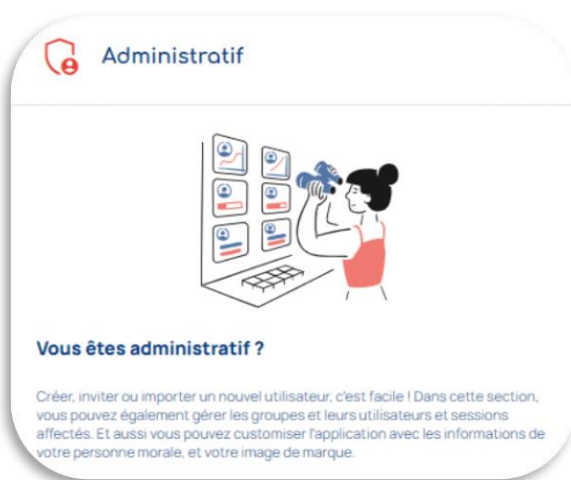 Administratif
Vous êtes administratif ?
Créer, inviter ou importer un nouvel utilisateur, c'est facile ! Dans cette section,
vous pouvez également gérer les groupes et leurs utilisateurs et sessions
affectés. Et aussi vous pouvez customiser l'application avec les informations de
votre personne morale, et votre image de marque.